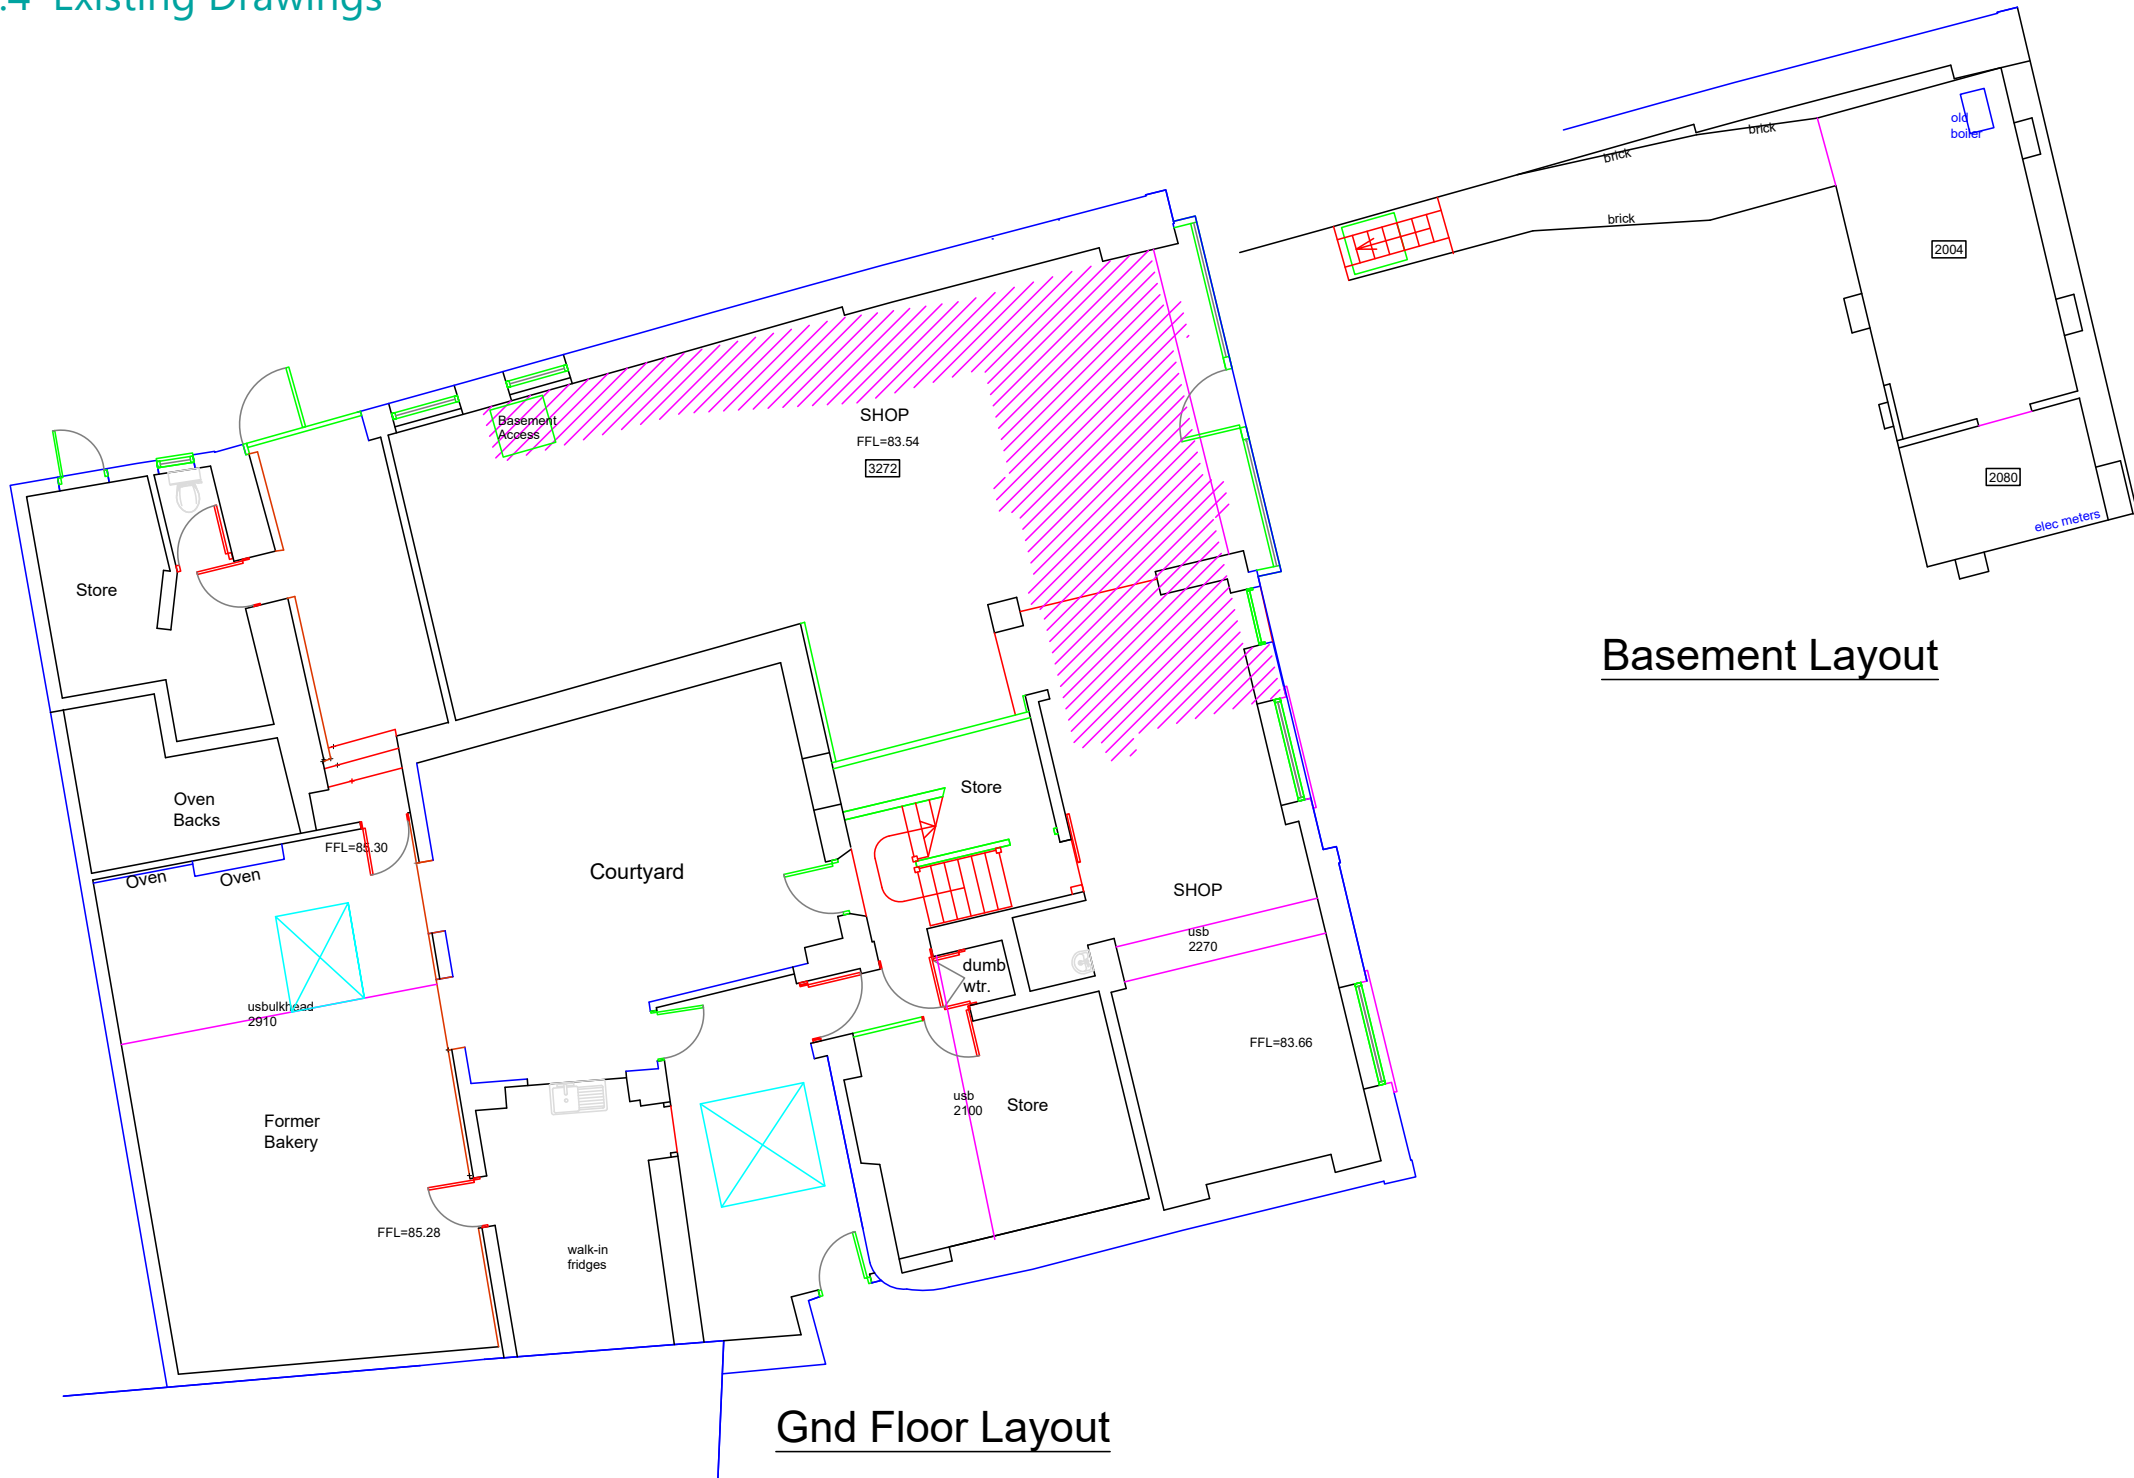 .4 Existing Drawings
brick
brick
brick
old
boiler
2004
2080
elec meters
Basement Layout
Basement
Access
SHOP
FFL=83.54
3272
Store
Oven
Backs
FFL=85.30
Oven
Oven
Courtyard
Store
SHOP
usb
2270
dumb
wtr.
usbulkhead
2910
FFL=83.66
usb
2100
Store
Former
Bakery
FFL=85.28
walk-in
fridges
Gnd Floor Layout